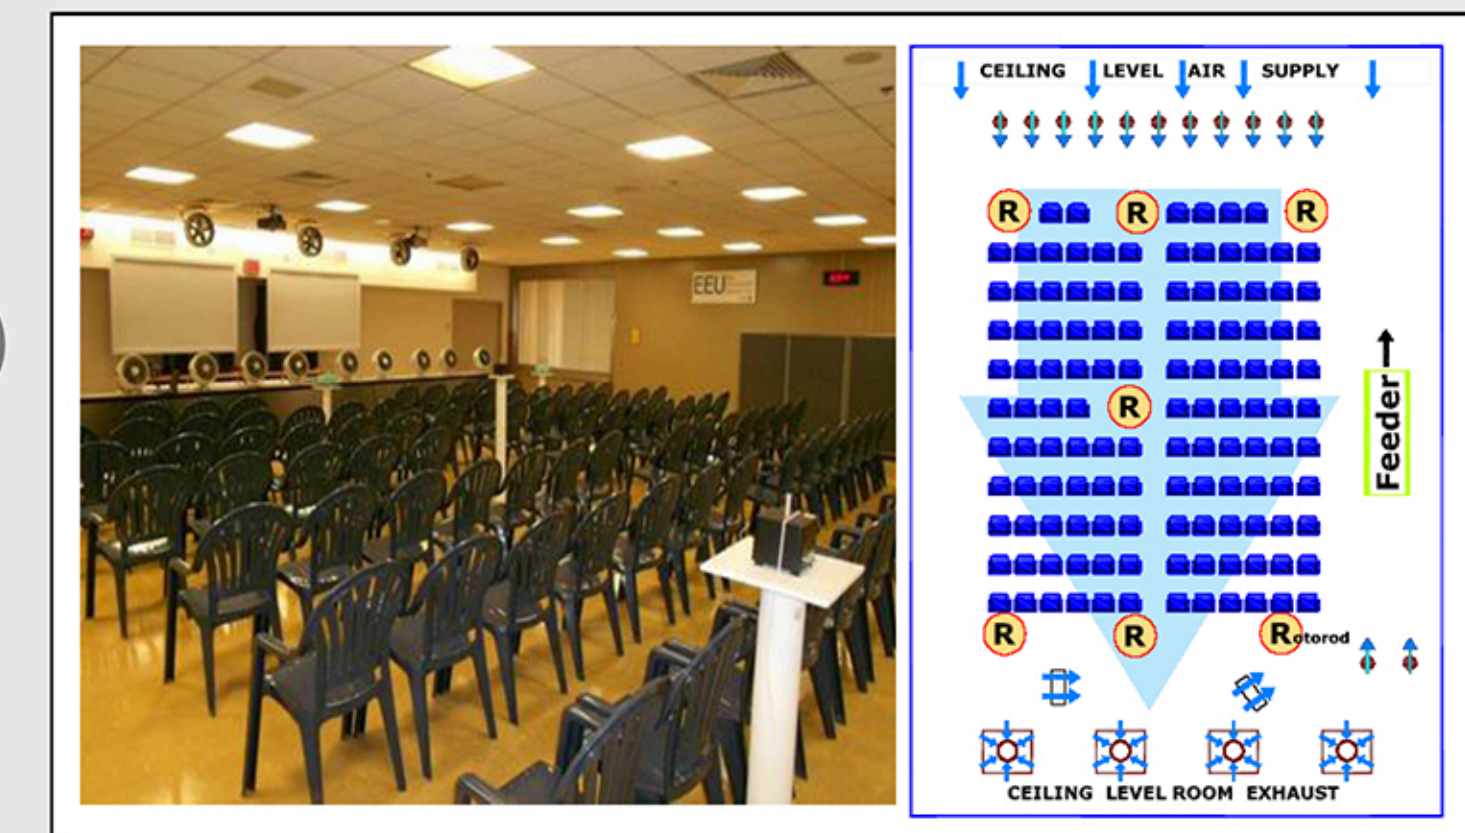 EEU
CEILING LEVEL AIR SUPPLY
R R R
R
Feeder
R R Rotorod
CEILING LEVEL ROOM EXHAUST